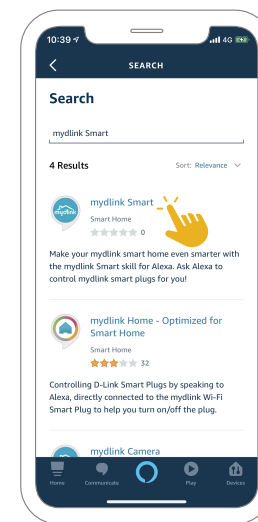 10:39
4G
SEARCH
Search
mydlink Smart
4 Results
Sort: Relevance
mydlink
mydlink Smart
Smart Home
0
Make your mydlink smart home even smarter with
the mydlink Smart skill for Alexa. Ask Alexa to
control mydlink smart plugs for you!
mydlink Home - Optimized for
Smart Home
Smart Home
32
Controlling D-Link Smart Plugs by speaking to
Alexa, directly connected to the mydlink Wi-Fi
Smart Plug to help you turn on/off the plug.
mydlink Camera
Home
Communicate
Play
Devices